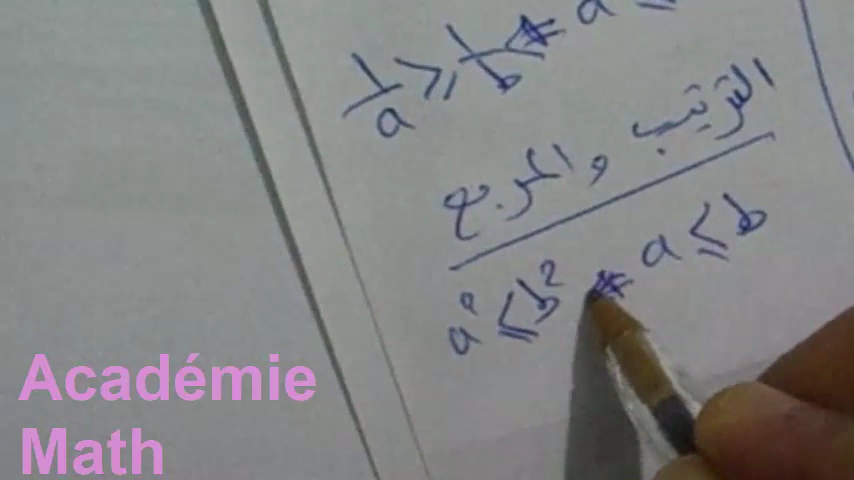 a ≤
1/a ≥ 1/b
الترتيب والمربع
a ≤ b
a² ≤ b²
Académie
Math